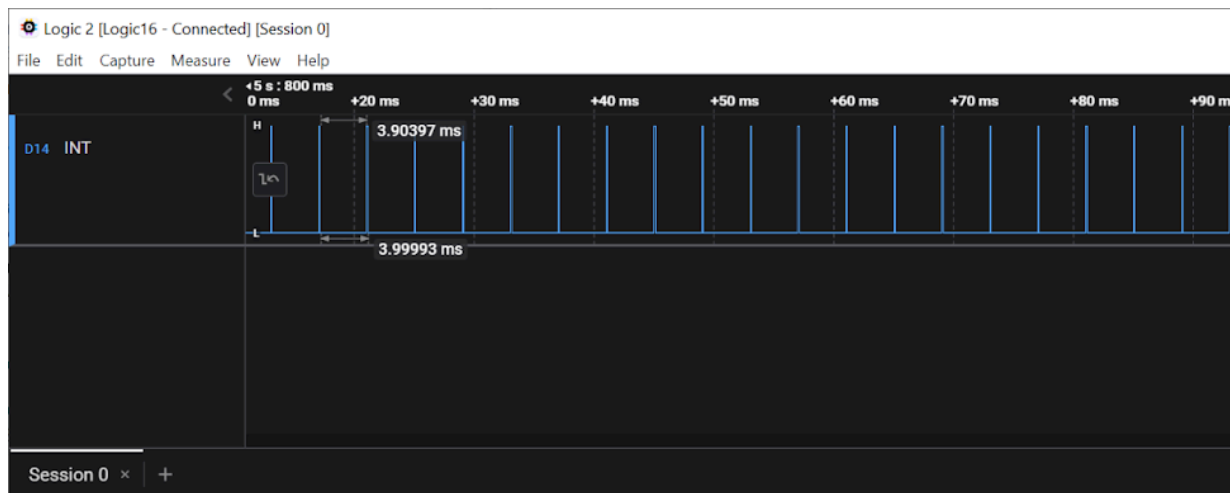 Logic 2 [Logic16 - Connected] [Session 0]
File Edit Capture Measure View Help
5 s : 800 ms
0 ms +20 ms +30 ms +40 ms +50 ms +60 ms +70 ms +80 ms +90 m
H
3.90397 ms
D14 INT
L
3.99993 ms
Session 0 × +